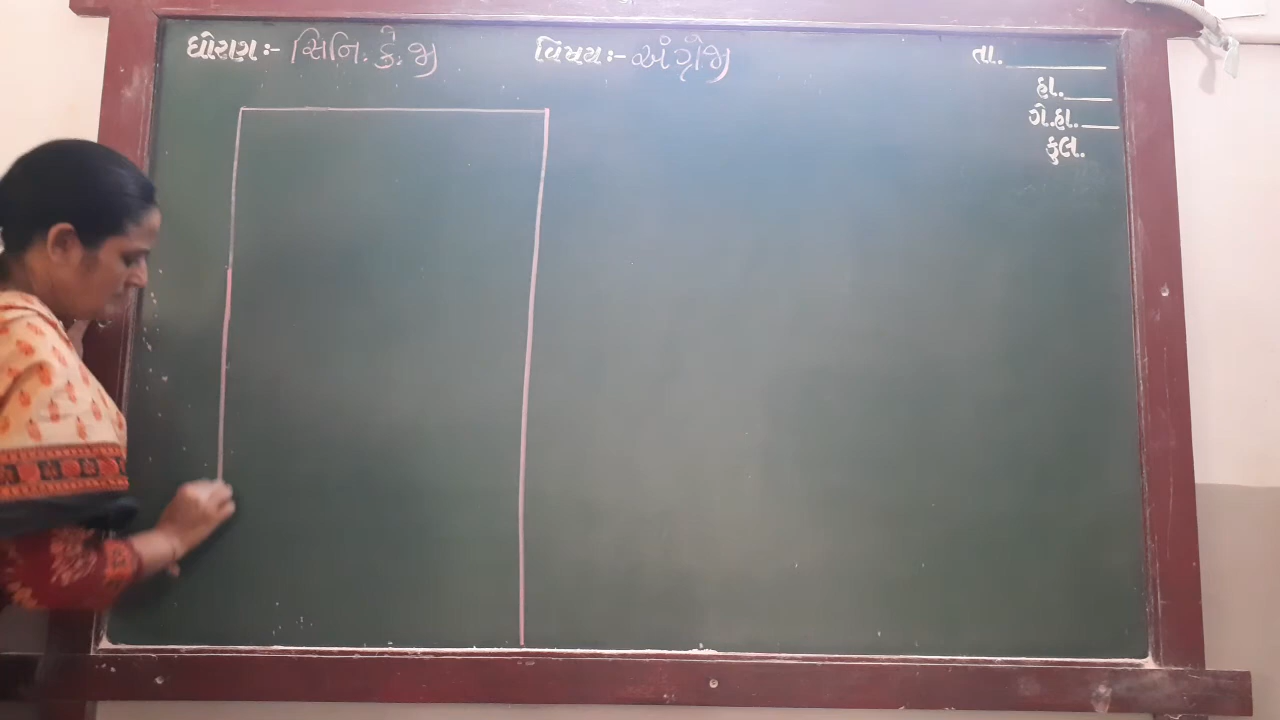 ધોરણ:- સિનિ. કે. જી વિષય:- અંગ્રેજી તા.
હા.
ગે.હા.
કુલ.